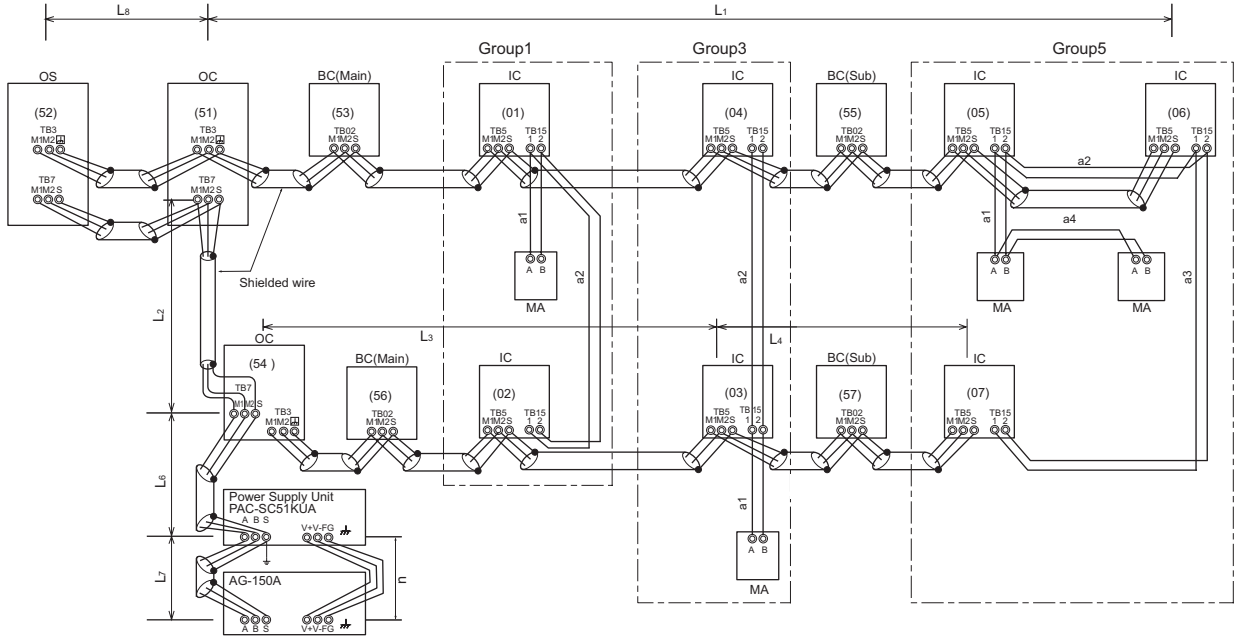 L8
L1
Group1
Group3
Group5
OS
OC
BC(Main)
IC
IC
BC(Sub)
IC
IC
(52)
(51)
(53)
(01)
(04)
(55)
(05)
(06)
TB3
M1M2
TB3
M1M2
TB02
M1M2S
TB5
M1M2S
TB15
1 2
TB5
M1M2S
TB15
1 2
TB02
M1M2S
TB5
M1M2S
TB15
1 2
TB5
M1M2S
TB15
1 2
TB7
M1M2 S
TB7
M1M2 S
a2
a1
a2
a2
a1
a4
a3
Shielded wire
A B
MA
A B
MA
A B
MA
L2
L3
L4
OC
BC(Main)
IC
IC
BC(Sub)
IC
(54 )
(56)
(02)
(03)
(57)
(07)
TB7
M1M2 S
TB3
M1M2
TB02
M1M2S
TB5
M1M2S
TB15
1 2
TB5
M1M2S
TB15
1 2
TB02
M1M2S
TB5
M1M2S
TB15
1 2
L6
a1
Power Supply Unit
PAC-SC51KUA
A B S
V+V-FG
A B
MA
L7
n
AG-150A
A B S
V+V-FG